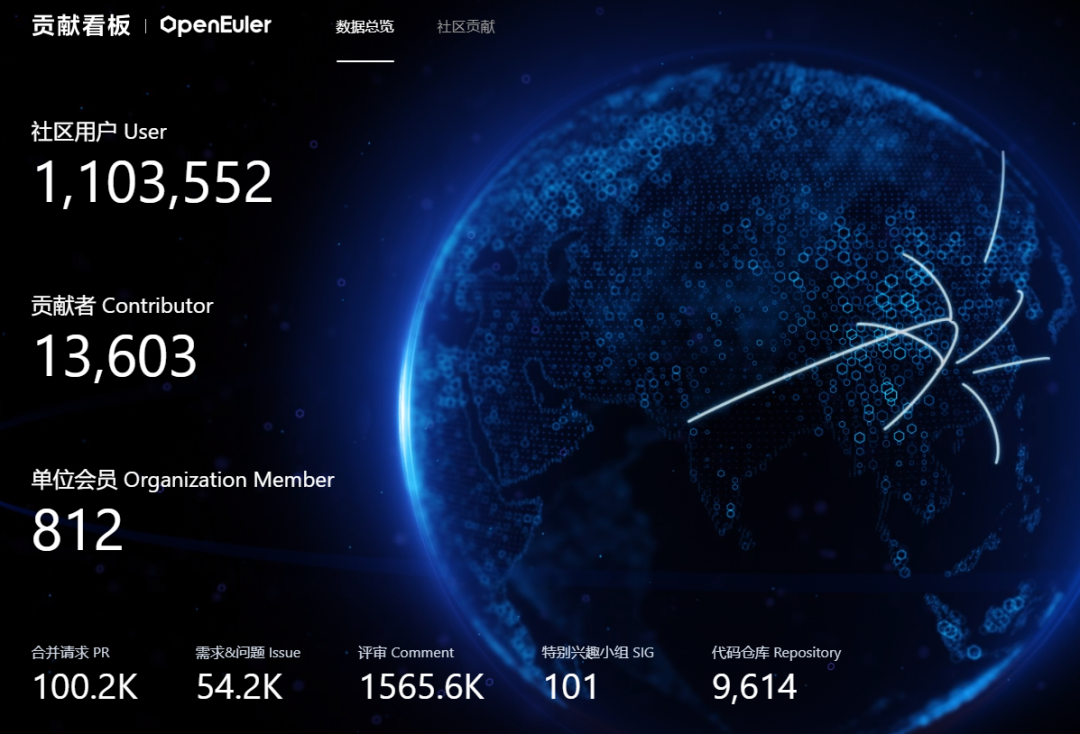 贡献看板 | OpenEuler
数据总览 社区贡献
社区用户 User
1,103,552
贡献者 Contributor
13,603
单位会员 Organization Member
812
合并请求 PR
100.2K
需求&问题 Issue
54.2K
评审 Comment
1565.6K
特别兴趣小组 SIG
101
代码仓库 Repository
9,614